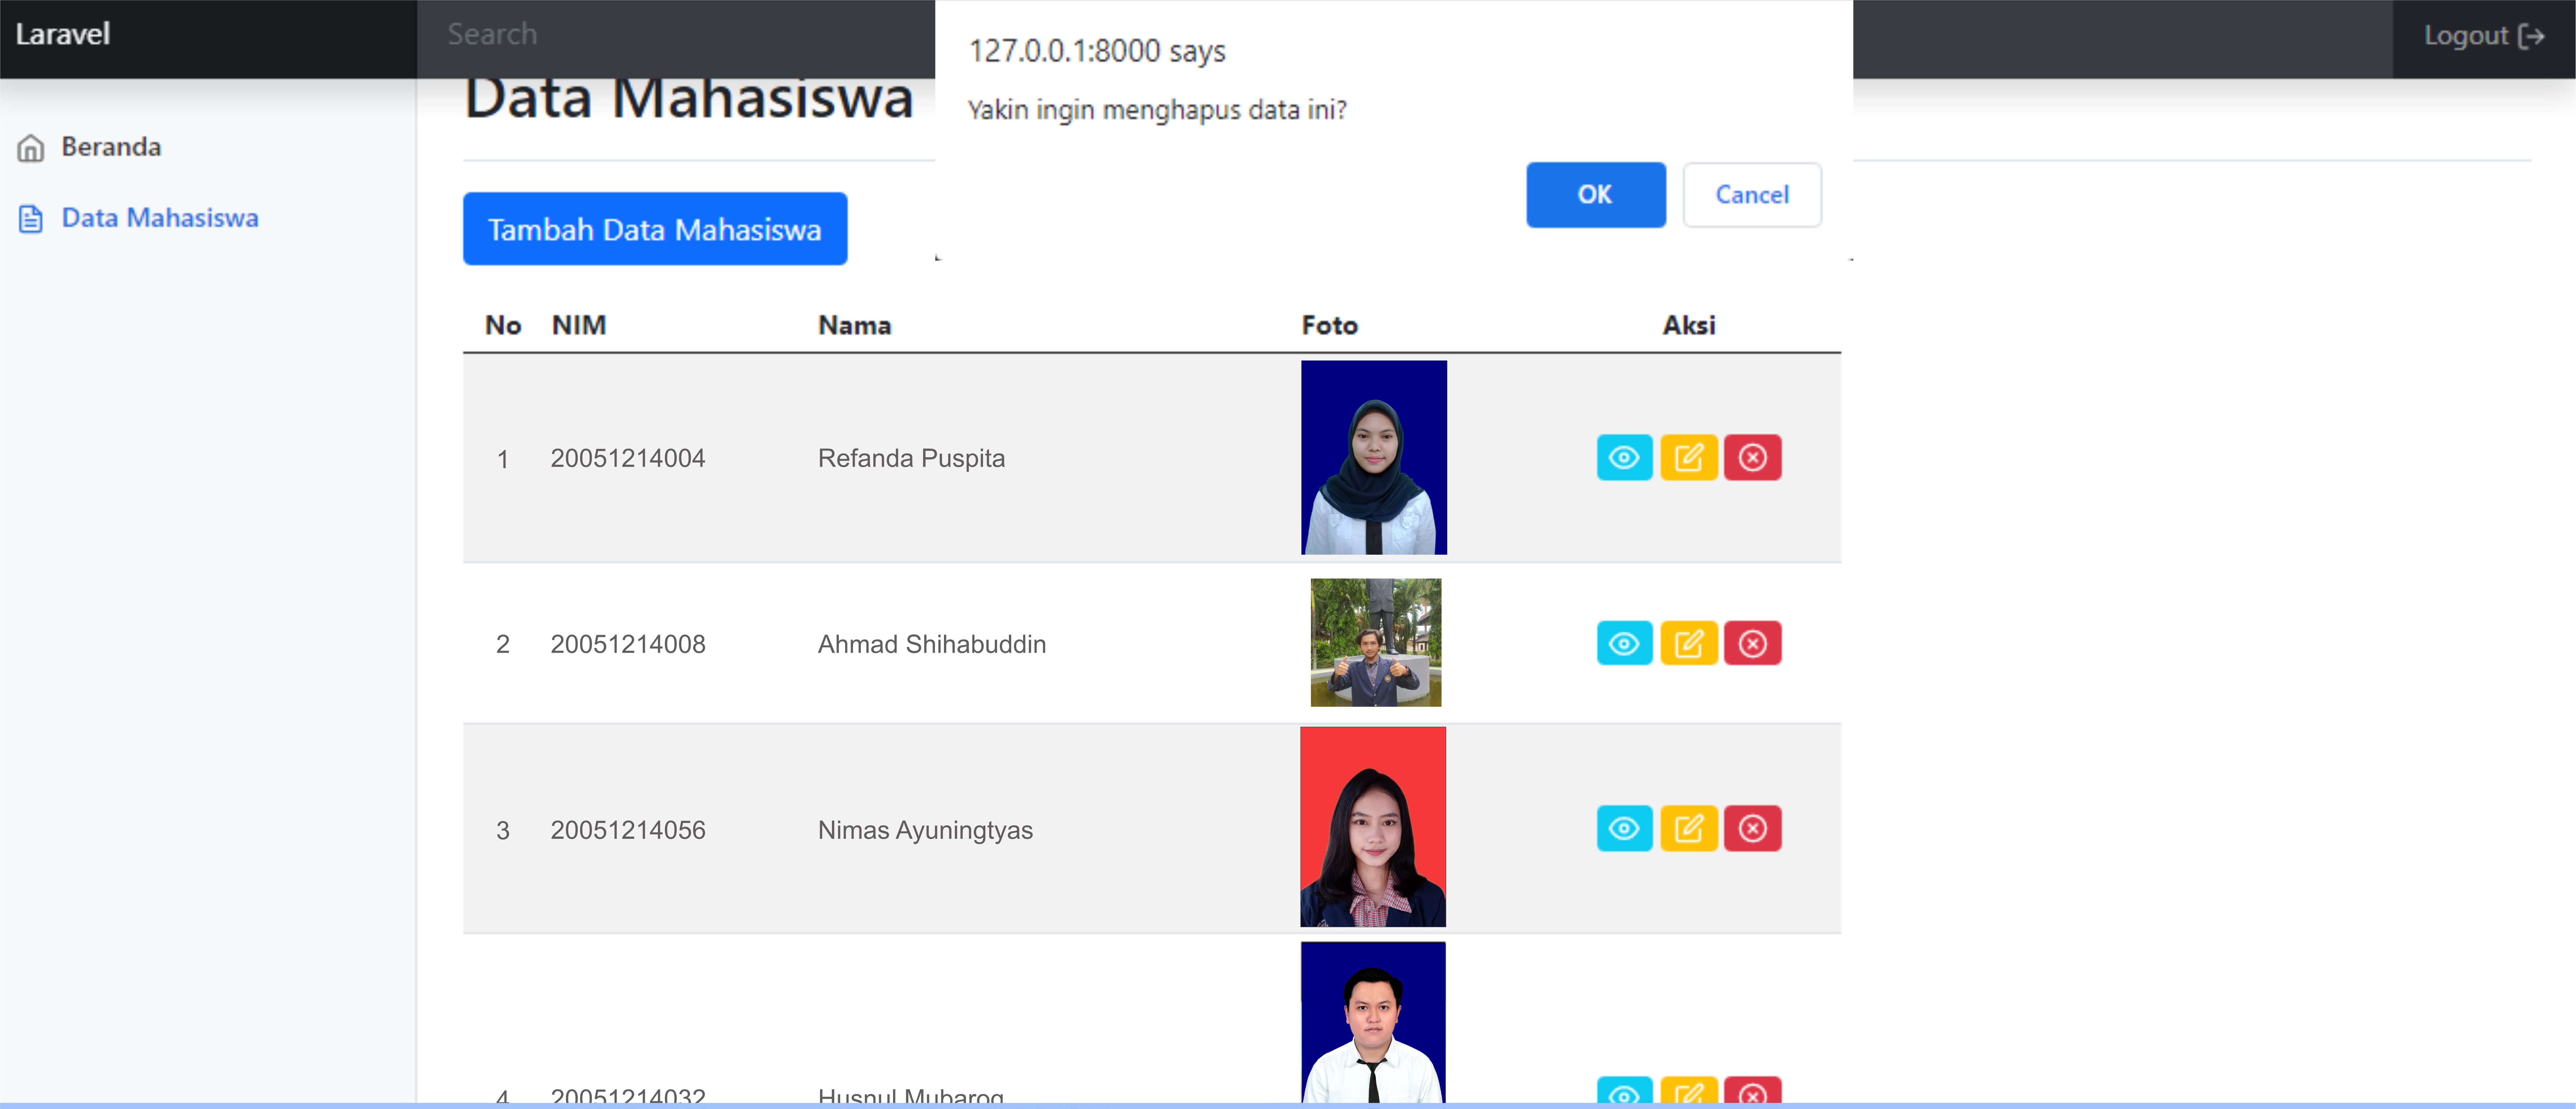 Laravel
Search
127.0.0.1:8000 says
Yakin ingin menghapus data ini?
OK
Cancel
Logout
Beranda
Data Mahasiswa
Data Mahasiswa
Tambah Data Mahasiswa
No NIM Nama Foto Aksi
1 20051214004 Refanda Puspita
2 20051214008 Ahmad Shihabuddin
3 20051214056 Nimas Ayuningtyas
4 20051214032 Husnul Mubaroq